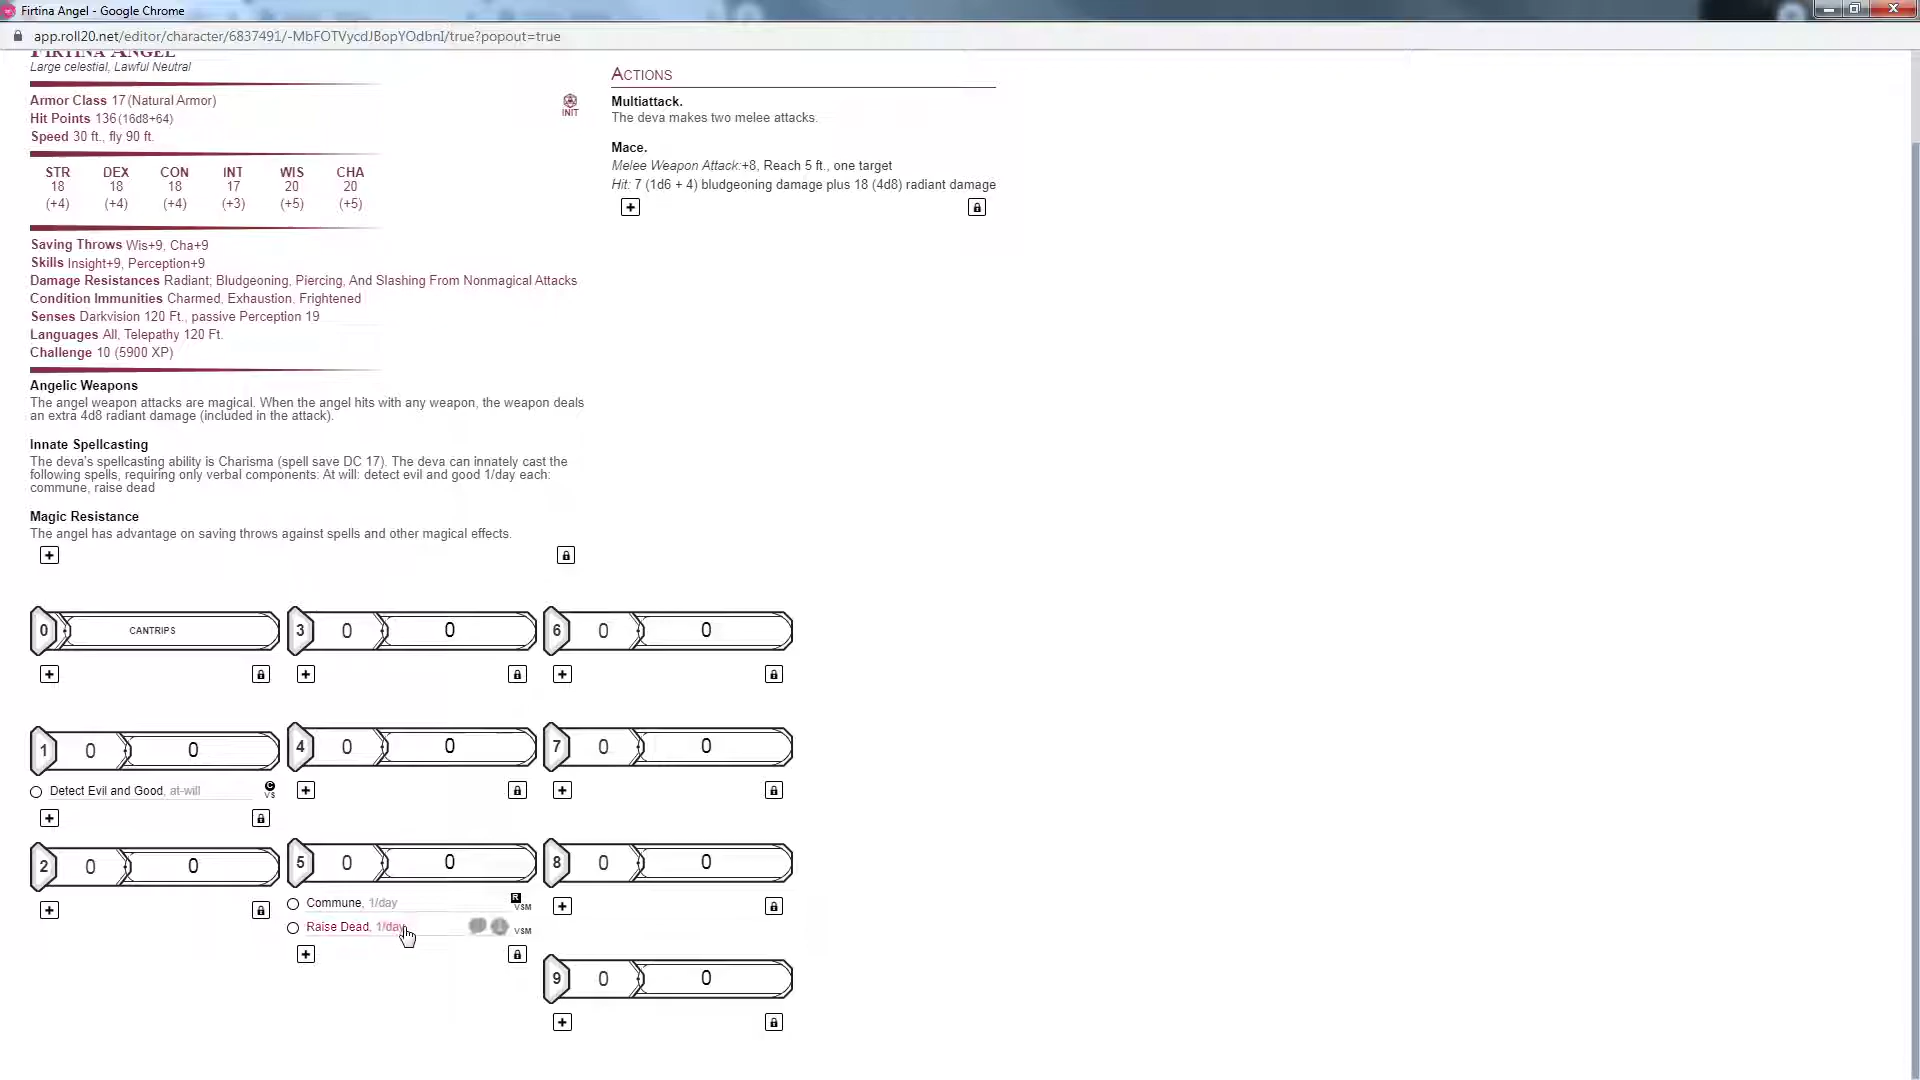 Firtina Angel - Google Chrome
app.roll20.net/editor/character/6837491/-MbFOTVycdJBopYOdbnI/true?popout=true
Firtina Angel
Large celestial, Lawful Neutral
Armor Class 17 (Natural Armor)
INIT
Hit Points 136 (16d8+64)
Speed 30 ft., fly 90 ft.
STR DEX CON INT WIS CHA
18 18 18 17 20 20
(+4) (+4) (+4) (+3) (+5) (+5)
Saving Throws Wis+9, Cha+9
Skills Insight+9, Perception+9
Damage Resistances Radiant; Bludgeoning, Piercing, And Slashing From Nonmagical Attacks
Condition Immunities Charmed, Exhaustion, Frightened
Senses Darkvision 120 Ft., passive Perception 19
Languages All, Telepathy 120 Ft.
Challenge 10 (5900 XP)
Angelic Weapons
The angel weapon attacks are magical. When the angel hits with any weapon, the weapon deals
an extra 4d8 radiant damage (included in the attack).
Innate Spellcasting
The deva's spellcasting ability is Charisma (spell save DC 17). The deva can innately cast the
following spells, requiring only verbal components: At will: detect evil and good 1/day each:
commune, raise dead
Magic Resistance
The angel has advantage on saving throws against spells and other magical effects.
Actions
Multiattack.
The deva makes two melee attacks.
Mace.
Melee Weapon Attack:+8, Reach 5 ft., one target
Hit: 7 (1d6 + 4) bludgeoning damage plus 18 (4d8) radiant damage
0 CANTRIPS
1 0 0
Detect Evil and Good, at-will C VS
2 0 0
3 0 0
4 0 0
5 0 0
Commune, 1/day R VSM
Raise Dead, 1/day VSM
6 0 0
7 0 0
8 0 0
9 0 0